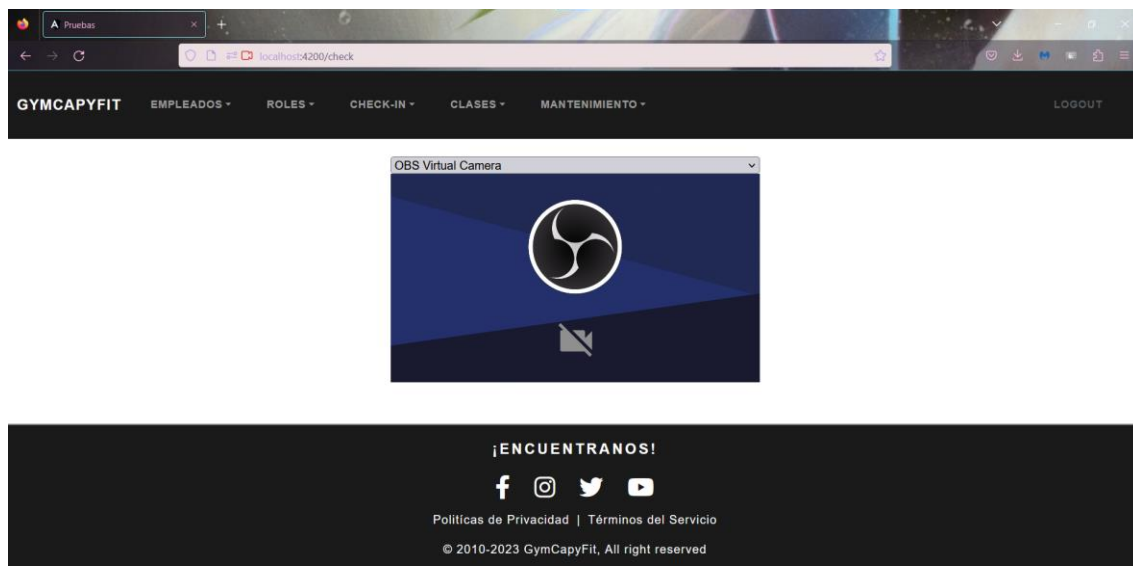 Pruebas
localhost:4200/check
GYMCAPYFIT EMPLEADOS ROLES CHECK-IN CLASES MANTENIMIENTO LOGOUT
OBS Virtual Camera
¡ENCUENTRANOS!
Políticas de Privacidad | Términos del Servicio
© 2010-2023 GymCapyFit, All right reserved